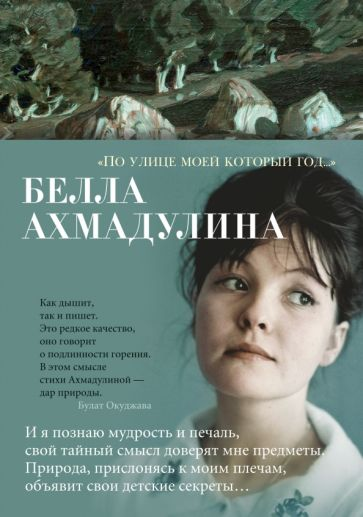 «По улице моей который год...»
БЕЛЛА
АХМАДУЛИНА
Как дышит,
так и пишет.
Это редкое качество,
оно говорит
о подлинности горения.
В этом смысле
стихи Ахмадулиной —
дар природы.
Булат Окуджава
И я познаю мудрость и печаль,
свой тайный смысл доверят мне предметы.
Природа, прислонясь к моим плечам,
объявит свои детские секреты...